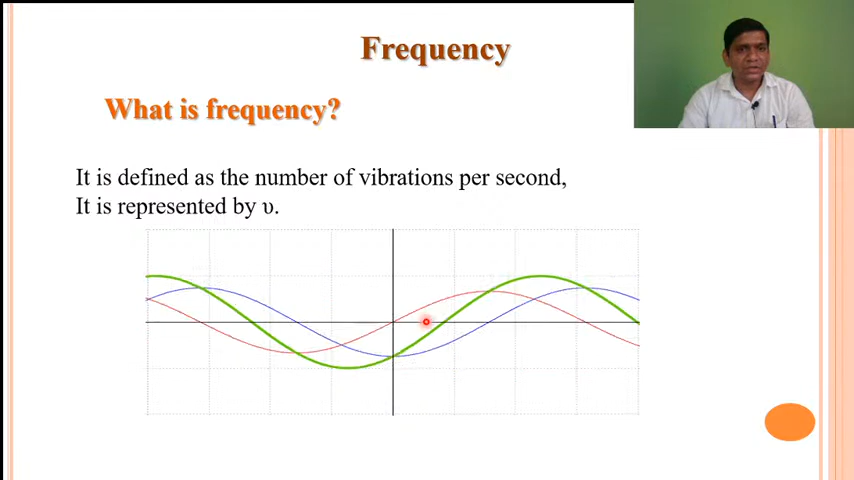 Frequency
What is frequency?
It is defined as the number of vibrations per second,
It is represented by υ.